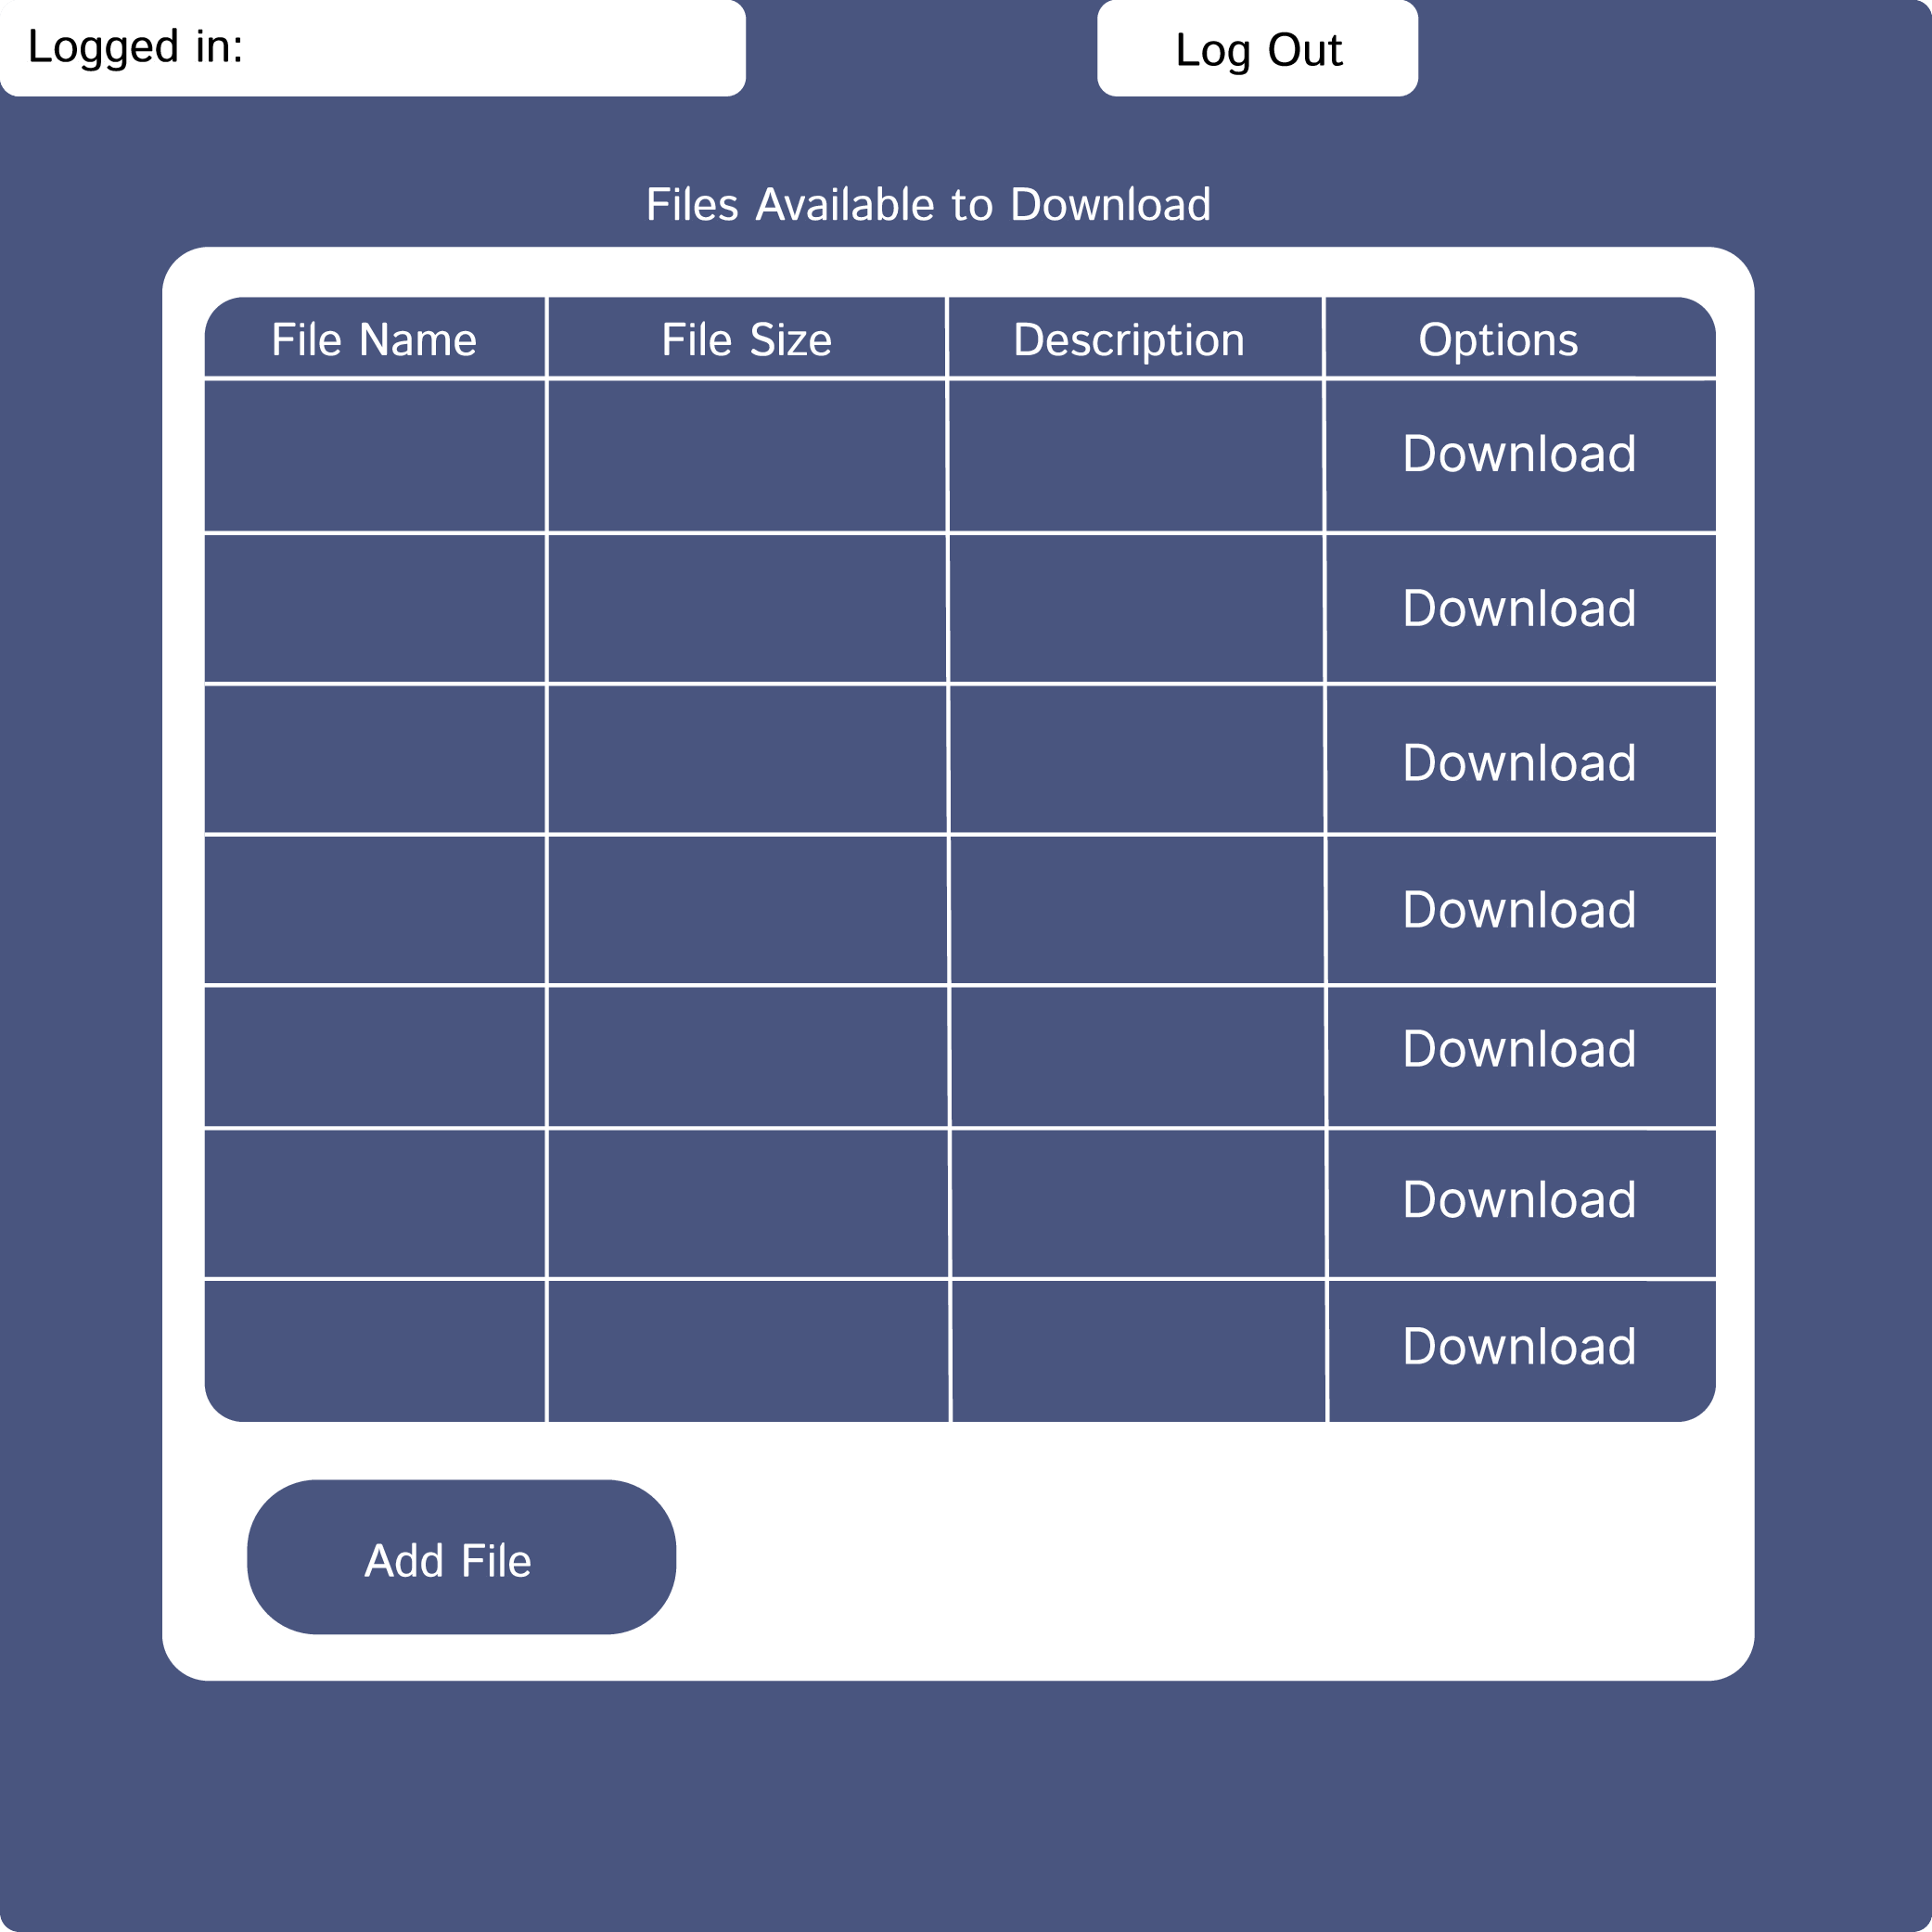 Logged in:
Log Out
Files Available to Download
File Name File Size Description Options
Download
Download
Download
Download
Download
Download
Download
Add File